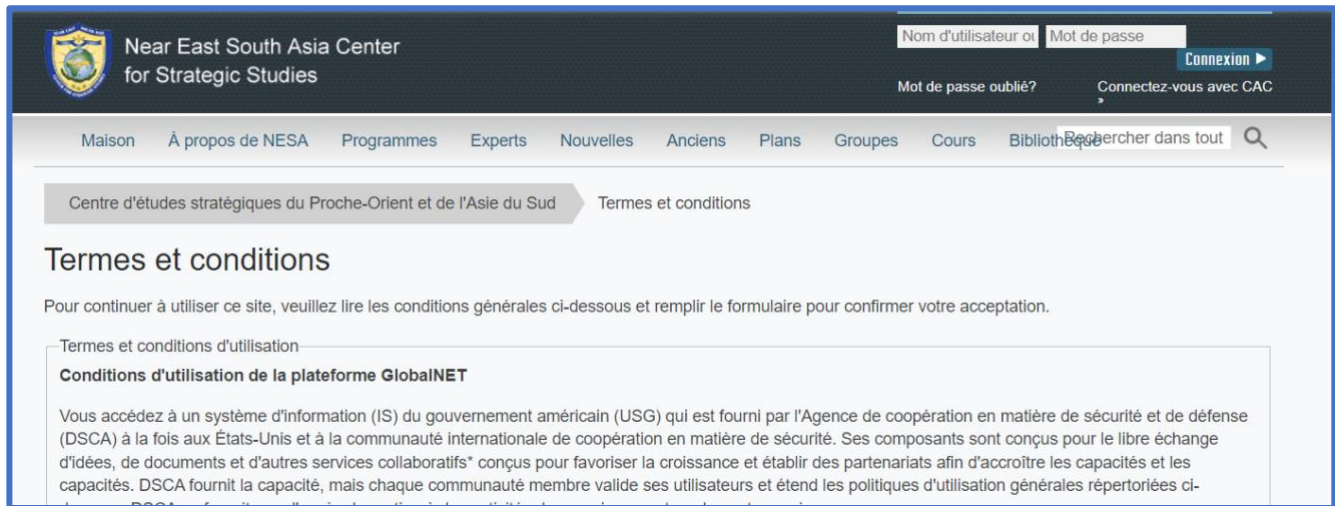 Near East South Asia Center
for Strategic Studies
Nom d'utilisateur ou Mot de passe
Connexion
Mot de passe oublié? Connectez-vous avec CAC
»
Maison À propos de NESA Programmes Experts Nouvelles Anciens Plans Groupes Cours Bibliothèque Rechercher dans tout
Centre d'études stratégiques du Proche-Orient et de l'Asie du Sud Termes et conditions
Termes et conditions
Pour continuer à utiliser ce site, veuillez lire les conditions générales ci-dessous et remplir le formulaire pour confirmer votre acceptation.
Termes et conditions d'utilisation
Conditions d'utilisation de la plateforme GlobalNET
Vous accédez à un système d'information (IS) du gouvernement américain (USG) qui est fourni par l'Agence de coopération en matière de sécurité et de défense
(DSCA) à la fois aux États-Unis et à la communauté internationale de coopération en matière de sécurité. Ses composants sont conçus pour le libre échange
d'idées, de documents et d'autres services collaboratifs* conçus pour favoriser la croissance et établir des partenariats afin d'accroître les capacités et les
capacités. DSCA fournit la capacité, mais chaque communauté membre valide ses utilisateurs et étend les politiques d'utilisation générales répertoriées ci-